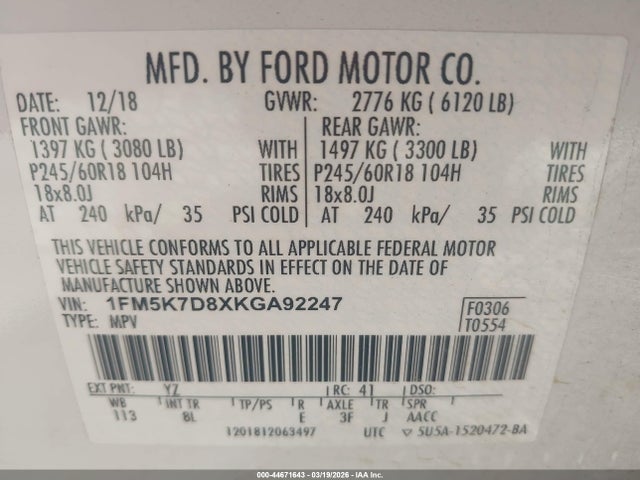 MFD. BY FORD MOTOR CO.
DATE: 12/18 GVWR: 2776 KG ( 6120 LB)
FRONT GAWR: REAR GAWR:
1397 KG ( 3080 LB) WITH 1497 KG ( 3300 LB) WITH
P245/60R18 104H TIRES P245/60R18 104H TIRES
18x8.0J RIMS 18x8.0J RIMS
AT 240 kPa/ 35 PSI COLD AT 240 kPa/ 35 PSI COLD
THIS VEHICLE CONFORMS TO ALL APPLICABLE FEDERAL MOTOR
VEHICLE SAFETY STANDARDS IN EFFECT ON THE DATE OF
MANUFACTURE SHOWN ABOVE.
VIN: 1FM5K7D8XKGA92247 F0306
TYPE: MPV T0554
EXT PNT: YZ RC: 41 DSO:
WB INT TR TP/PS R AXLE TR SPR
113 8L E 3F J AACC
1201812063497 UTC 5U5A-1520472-BA
000-44671643 - 03/19/2026 - IAAI.COM